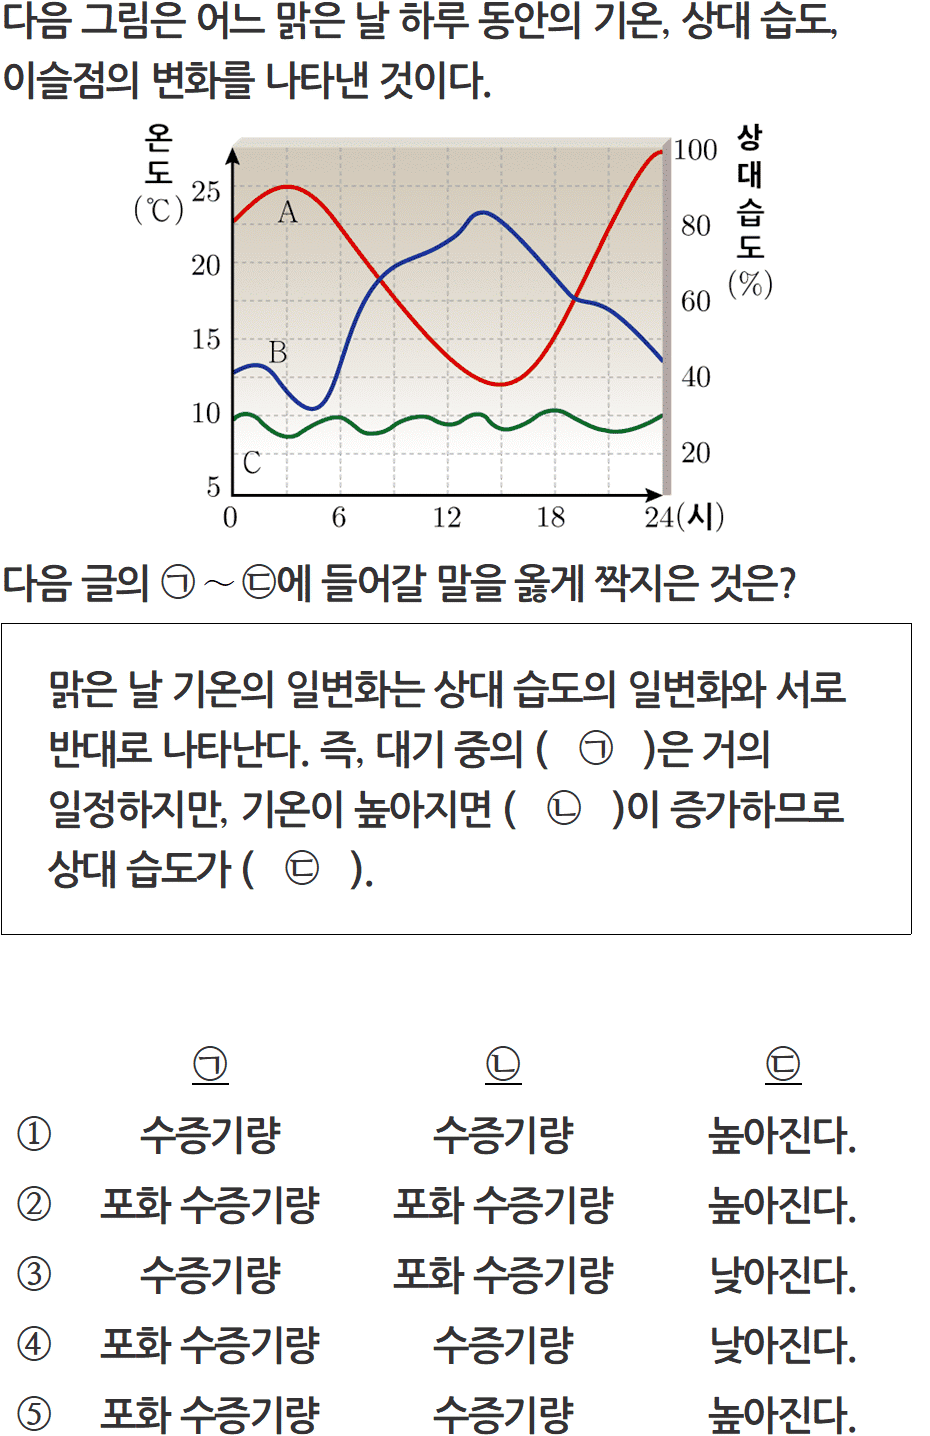 다음 그림은 어느 맑은 날 하루 동안의 기온, 상대 습도,
이슬점의 변화를 나타낸 것이다.
온도(℃)
상대습도(%)
25
20
15
10
5
100
80
60
40
20
A
B
C
0 6 12 18 24(시)
다음 글의 ㉠~㉢에 들어갈 말을 옳게 짝지은 것은?
맑은 날 기온의 일변화는 상대 습도의 일변화와 서로
반대로 나타난다. 즉, 대기 중의 ( ㉠ )은 거의
일정하지만, 기온이 높아지면 ( ㉡ )이 증가하므로
상대 습도가 ( ㉢ ).
㉠ ㉡ ㉢
① 수증기량 수증기량 높아진다.
② 포화 수증기량 포화 수증기량 높아진다.
③ 수증기량 포화 수증기량 낮아진다.
④ 포화 수증기량 수증기량 낮아진다.
⑤ 포화 수증기량 수증기량 높아진다.